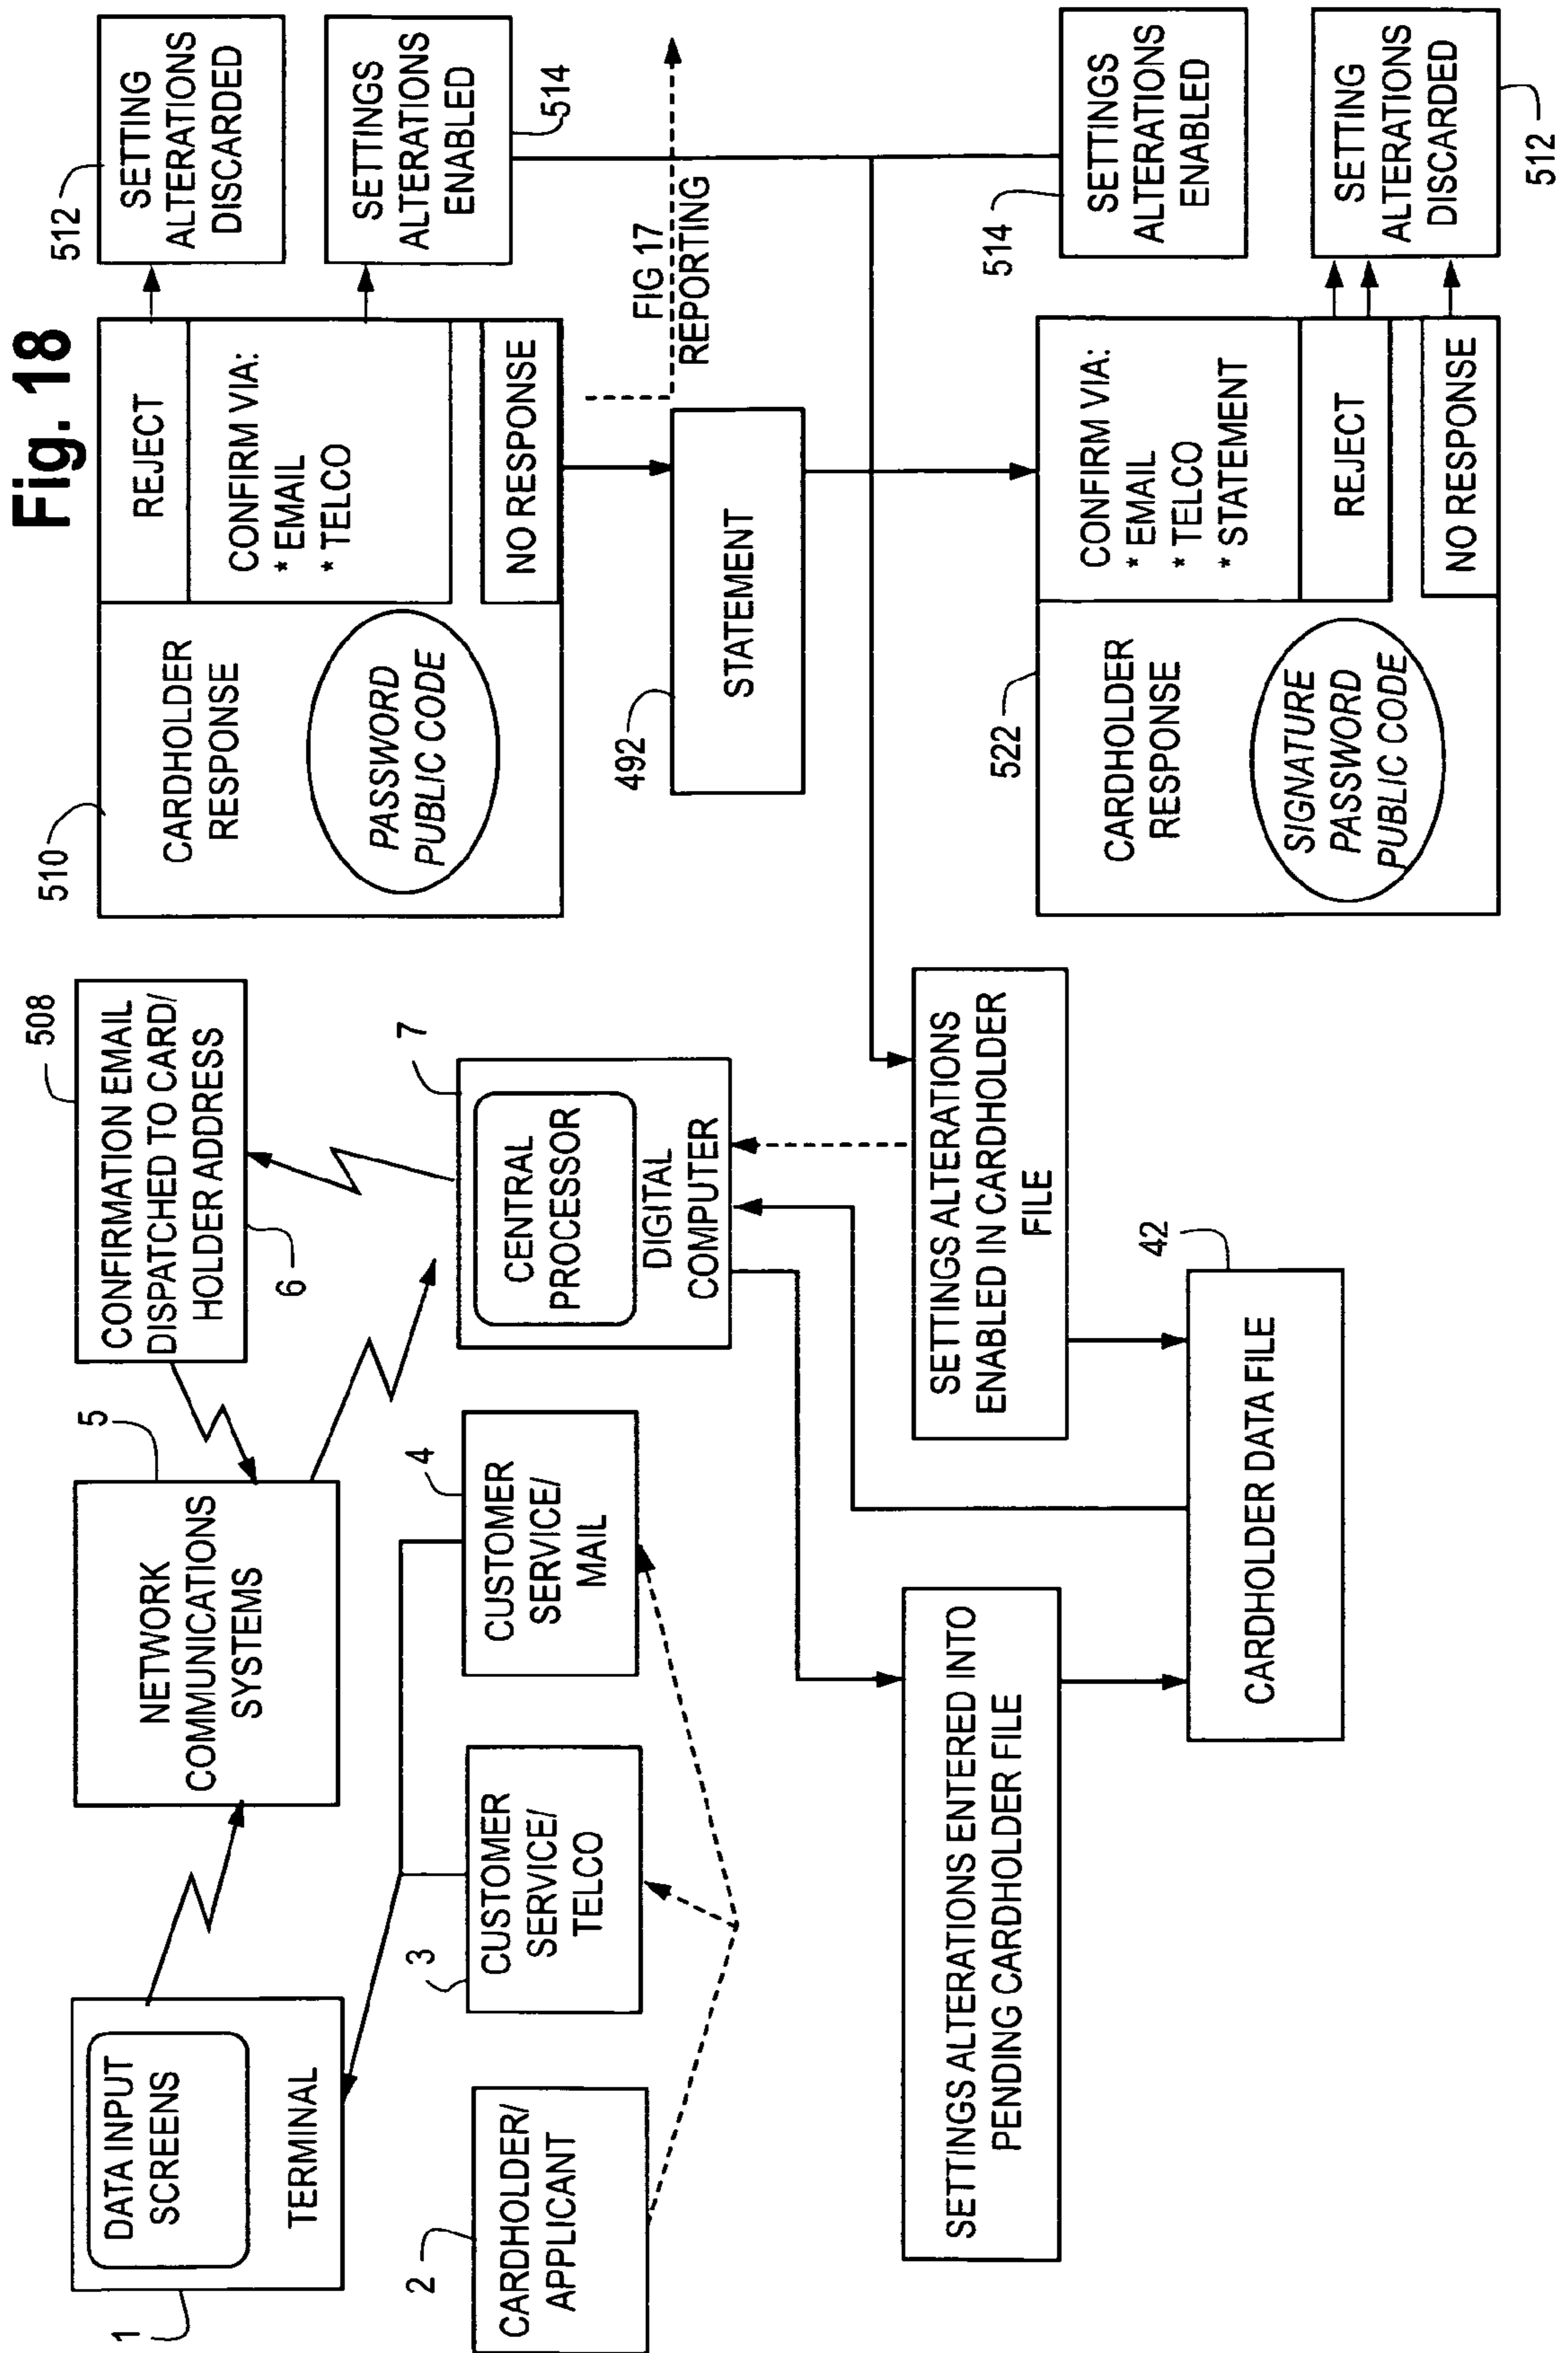 Fig. 18
1
DATA INPUT
SCREENS
TERMINAL
NETWORK
COMMUNICATIONS
SYSTEMS
5
CONFIRMATION EMAIL
DISPATCHED TO CARD/
HOLDER ADDRESS
508
6
2
CARDHOLDER/
APPLICANT
3
CUSTOMER
SERVICE/
TELCO
4
CUSTOMER
SERVICE/
MAIL
7
CENTRAL
PROCESSOR
DIGITAL
COMPUTER
SETTINGS ALTERATIONS ENTERED INTO
PENDING CARDHOLDER FILE
SETTINGS ALTERATIONS
ENABLED IN CARDHOLDER
FILE
CARDHOLDER DATA FILE
42
510
CARDHOLDER
RESPONSE
PASSWORD
PUBLIC CODE
REJECT
CONFIRM VIA:
* EMAIL
* TELCO
NO RESPONSE
512
SETTING
ALTERATIONS
DISCARDED
SETTINGS
ALTERATIONS
ENABLED
514
FIG 17
REPORTING
492
STATEMENT
522
CARDHOLDER
RESPONSE
SIGNATURE
PASSWORD
PUBLIC CODE
CONFIRM VIA:
* EMAIL
* TELCO
* STATEMENT
REJECT
NO RESPONSE
514
SETTINGS
ALTERATIONS
ENABLED
SETTING
ALTERATIONS
DISCARDED
512